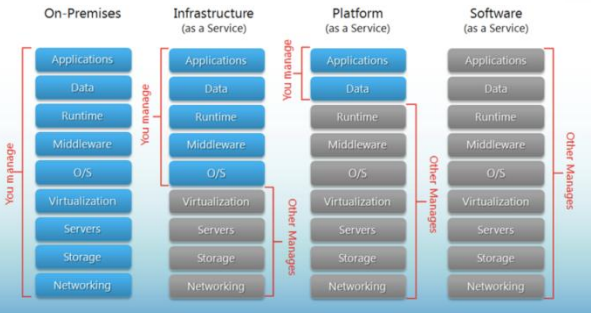 On-Premises
You manage
Applications
Data
Runtime
Middleware
O/S
Virtualization
Servers
Storage
Networking
Infrastructure
(as a Service)
You manage
Applications
Data
Runtime
Middleware
O/S
Virtualization
Servers
Storage
Networking
Other Manages
Platform
(as a Service)
You manage
Applications
Data
Runtime
Middleware
O/S
Virtualization
Servers
Storage
Networking
Other Manages
Software
(as a Service)
Applications
Data
Runtime
Middleware
O/S
Virtualization
Servers
Storage
Networking
Other Manages